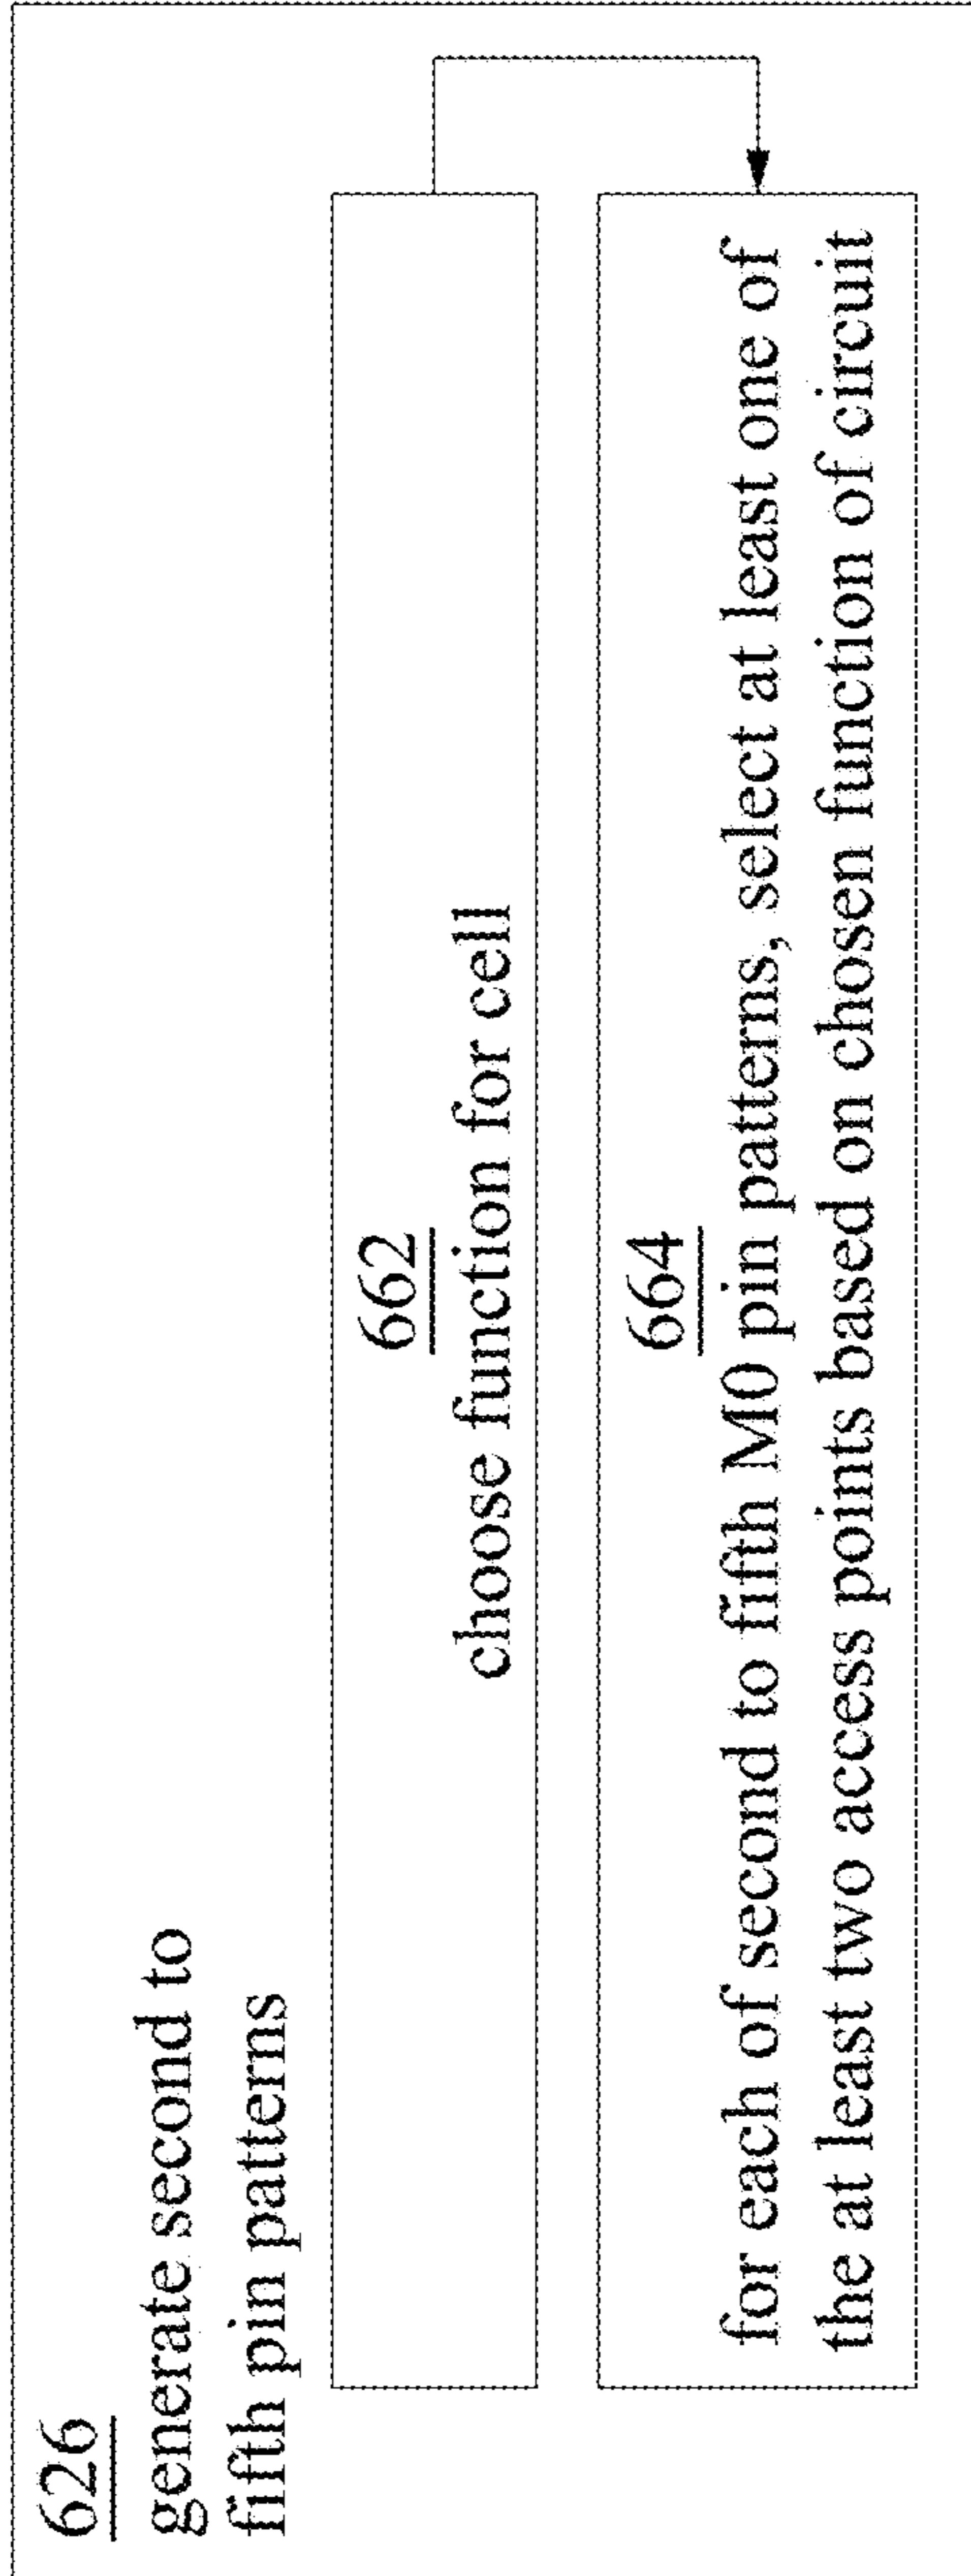 626
generate second to
fifth pin patterns
662
choose function for cell
664
for each of second to fifth M0 pin patterns, select at least one of
the at least two access points based on chosen function of circuit